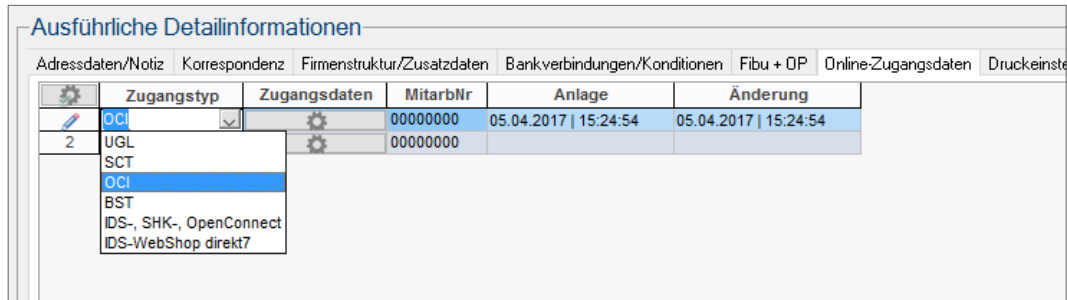 Ausführliche Detailinformationen
Adressdaten/Notiz Korrespondenz Firmenstruktur/Zusatzdaten Bankverbindungen/Konditionen Fibu + OP Online-Zugangsdaten Druckeinste
Zugangstyp Zugangsdaten MitarbNr Anlage Änderung
OCI 00000000 05.04.2017 | 15:24:54 05.04.2017 | 15:24:54
2 UGL 00000000
SCT
OCI
BST
IDS-, SHK-, OpenConnect
IDS-WebShop direkt7